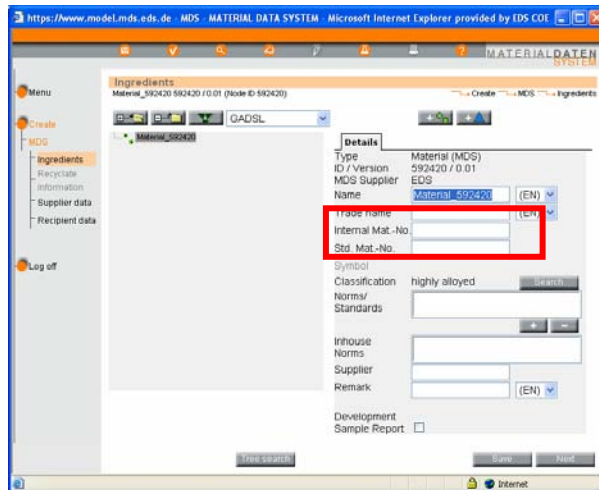 https://www.model.mds.eds.de - MDS - MATERIAL DATA SYSTEM - Microsoft Internet Explorer provided by EDS COE
MATERIALDATEN
SYSTEM
Menu
Create
MDS
Ingredients
Recyclate
information
Supplier data
Recipient data
Log off
Ingredients
Material_592420 592420 / 0.01 (Node ID 592420)
Create MDS Ingredients
GADSL
Material_592420
Details
Type Material (MDS)
ID / Version 592420 / 0.01
MDS Supplier EDS
Name Material_592420 (EN)
Trade name (EN)
Internal Mat.-No.
Std. Mat.-No.
Symbol
Classification highly alloyed Search
Norms/
Standards
+ -
Inhouse
Norms
Supplier
Remark (EN)
Development
Sample Report
Tree search Save Next
Internet